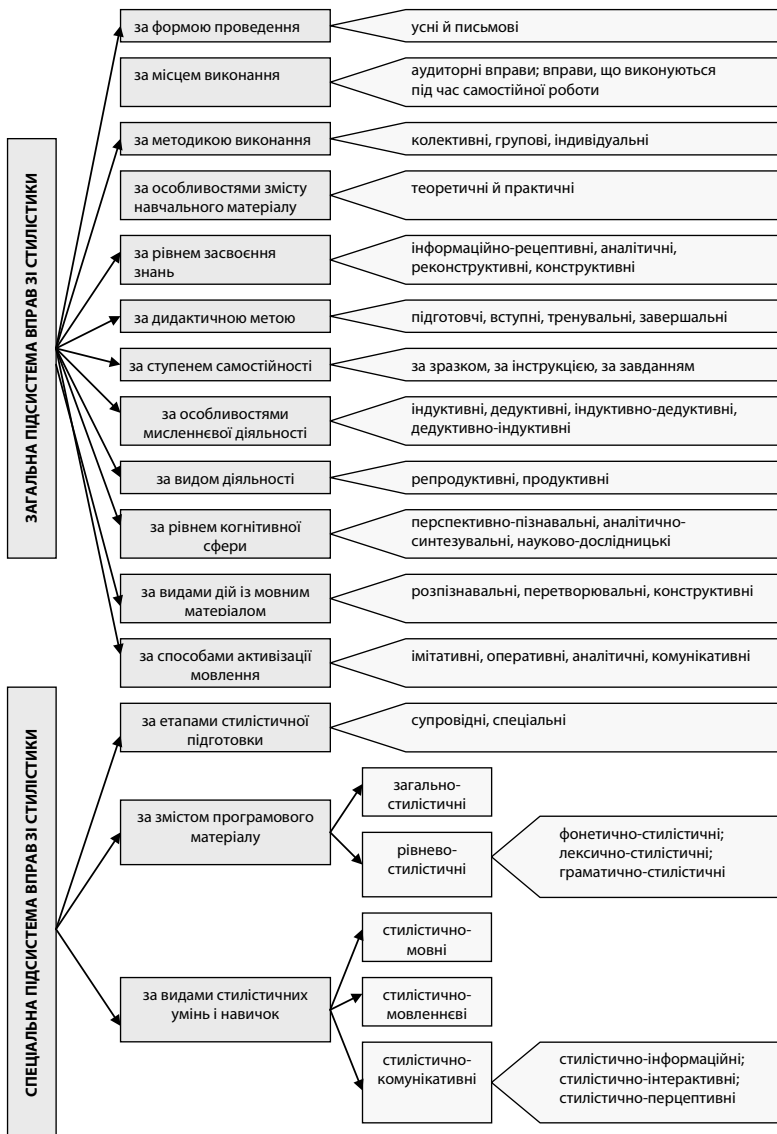 ЗАГАЛЬНА ПІДСИСТЕМА ВПРАВ ЗІ СТИЛІСТИКИ
за формою проведення
усні й письмові
за місцем виконання
аудиторні вправи; вправи, що виконуються
під час самостійної роботи
за методикою виконання
колективні, групові, індивідуальні
за особливостями змісту
навчального матеріалу
теоретичні й практичні
за рівнем засвоєння
знань
інформаційно-рецептивні, аналітичні,
реконструктивні, конструктивні
за дидактичною метою
підготовчі, вступні, тренувальні, завершальні
за ступенем самостійності
за зразком, за інструкцією, за завданням
за особливостями
мисленнєвої діяльності
індуктивні, дедуктивні, індуктивно-дедуктивні,
дедуктивно-індуктивні
за видом діяльності
репродуктивні, продуктивні
за рівнем когнітивної
сфери
перспективно-пізнавальні, аналітично-
синтезувальні, науково-дослідницькі
за видами дій із мовним
матеріалом
розпізнавальні, перетворювальні, конструктивні
за способами активізації
мовлення
імітативні, оперативні, аналітичні, комунікативні
СПЕЦІАЛЬНА ПІДСИСТЕМА ВПРАВ ЗІ СТИЛІСТИКИ
за етапами стилістичної
підготовки
супровідні, спеціальні
за змістом програмового
матеріалу
загально-
стилістичні
рівнево-
стилістичні
фонетично-стилістичні;
лексично-стилістичні;
граматично-стилістичні
за видами стилістичних
умінь і навичок
стилістично-
мовні
стилістично-
мовленнєві
стилістично-
комунікативні
стилістично-інформаційні;
стилістично-інтерактивні;
стилістично-перцептивні